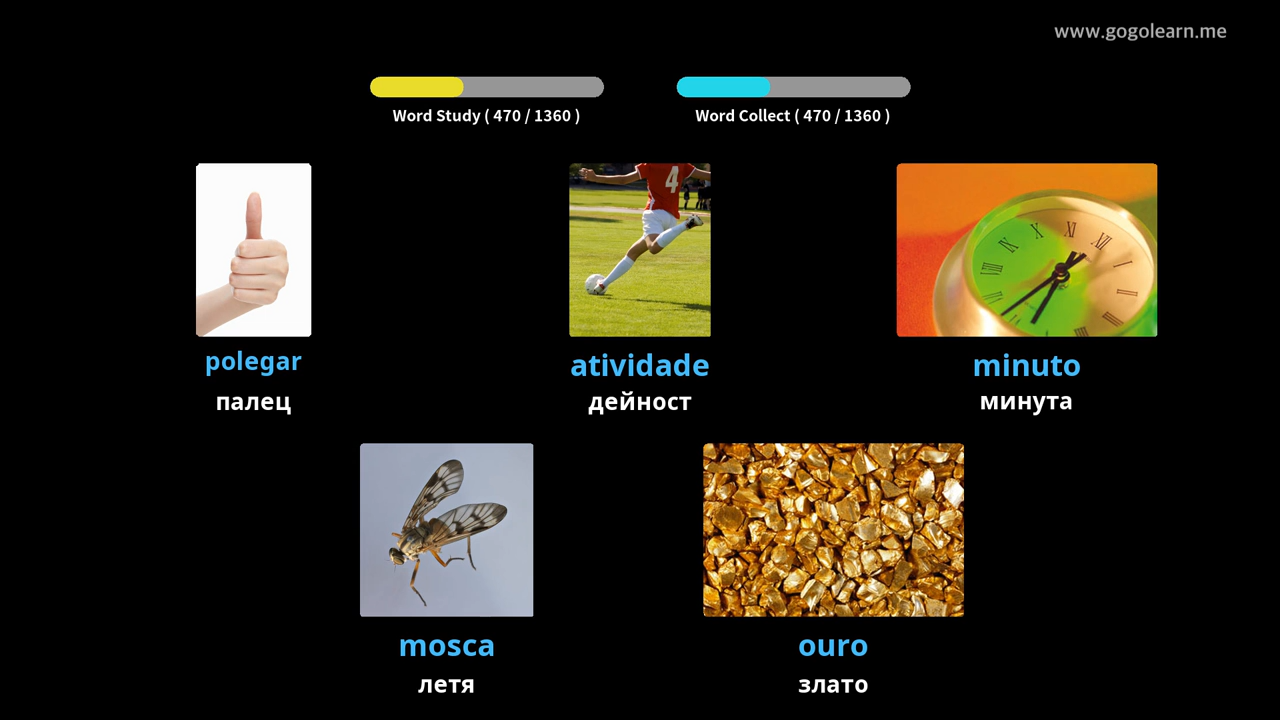 www.gogolearn.me
Word Study ( 470 / 1360 )
Word Collect ( 470 / 1360 )
4
polegar
палец
atividade
дейност
minuto
минута
mosca
летя
ouro
злато